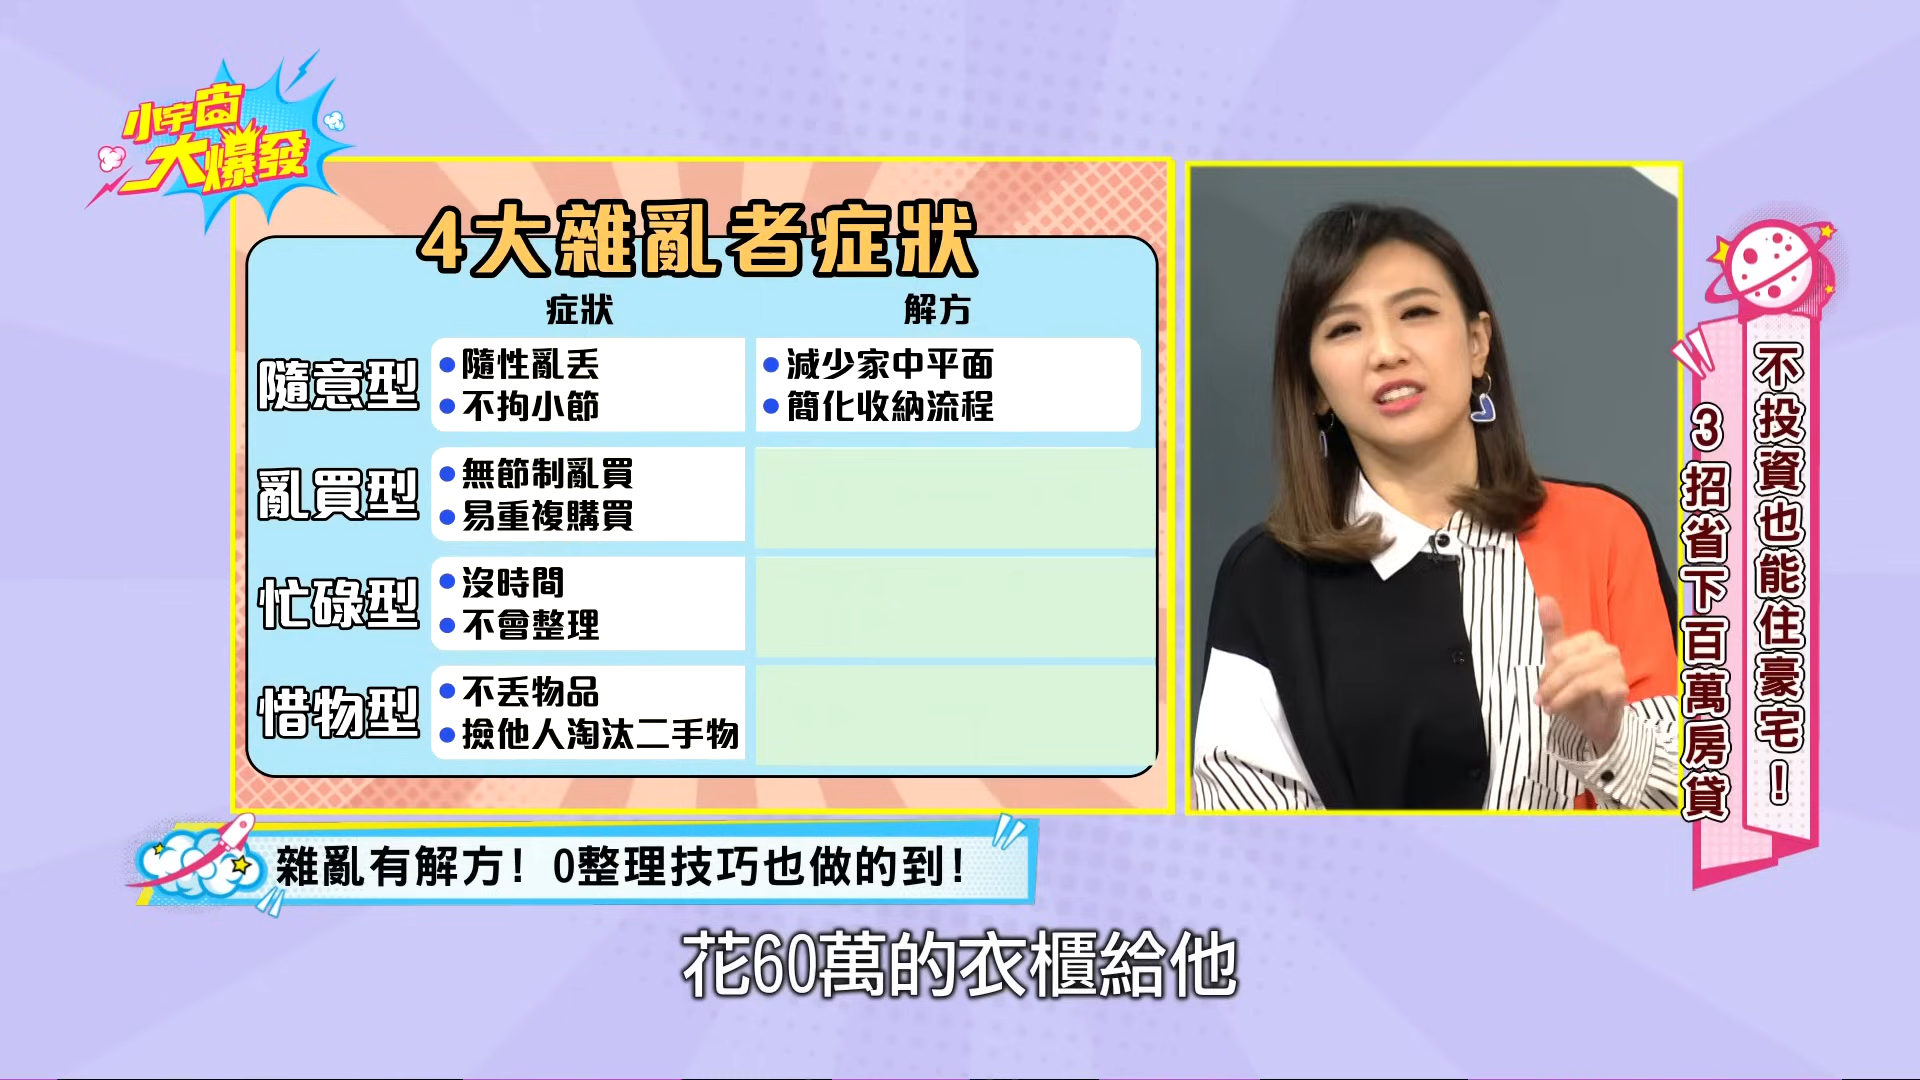 小宇宙
大爆發
4大雜亂者症狀
症狀
解方
隨意型
隨性亂丟
不拘小節
減少家中平面
簡化收納流程
亂買型
無節制亂買
易重複購買
忙碌型
沒時間
不會整理
惜物型
不丟物品
撿他人淘汰二手物
不投資也能住豪宅！
3招省下百萬房貸
雜亂有解方！0整理技巧也做的到！
花60萬的衣櫃給他